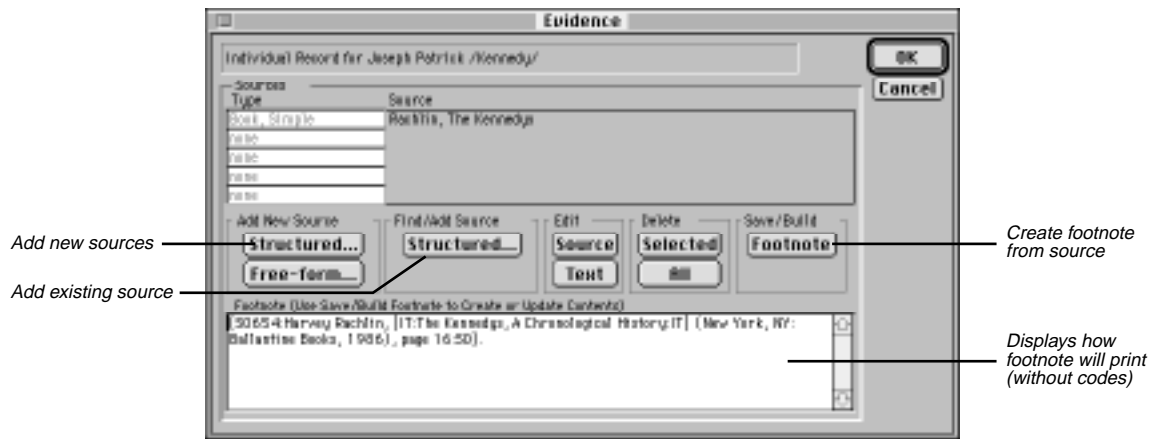 Evidence
Individual Record for Joseph Patrick /Kennedy/
OK
Cancel
Sources
Type Source
Book, Simple Rachlin, The Kennedys
none
none
none
none
Add New Source Find/Add Source Edit Delete Save/Build
Structured... Structured... Source Selected Footnote
Free-form... Text All
Add new sources
Add existing source
Create footnote
from source
Footnote (Use Save/Build Footnote to Create or Update Contents)
(S0654:Harvey Rachlin, |IT:The Kennedys, A Chronological History:IT| (New York, NY:
Ballantine Books, 1986), page 16:50).
Displays how
footnote will print
(without codes)